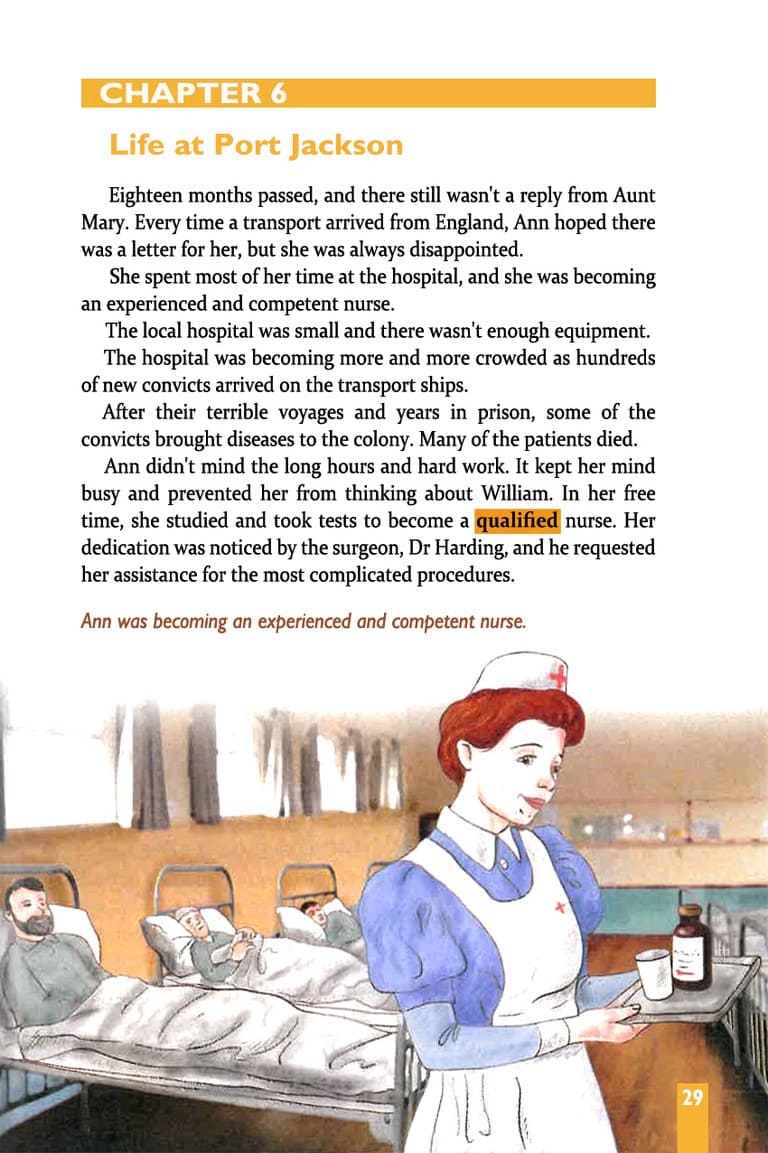 CHAPTER 6
Life at Port Jackson
Eighteen months passed, and there still wasn't a reply from Aunt
Mary. Every time a transport arrived from England, Ann hoped there
was a letter for her, but she was always disappointed.
She spent most of her time at the hospital, and she was becoming
an experienced and competent nurse.
The local hospital was small and there wasn't enough equipment.
The hospital was becoming more and more crowded as hundreds
of new convicts arrived on the transport ships.
After their terrible voyages and years in prison, some of the
convicts brought diseases to the colony. Many of the patients died.
Ann didn't mind the long hours and hard work. It kept her mind
busy and prevented her from thinking about William. In her free
time, she studied and took tests to become a qualified nurse. Her
dedication was noticed by the surgeon, Dr Harding, and he requested
her assistance for the most complicated procedures.
Ann was becoming an experienced and competent nurse.
29